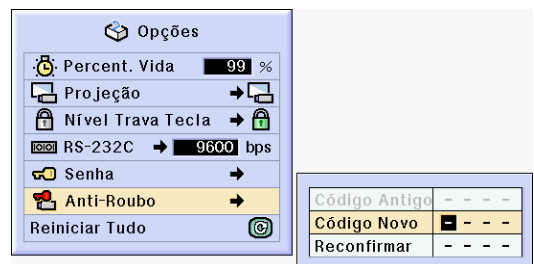 Opções
Percent. Vida 99 %
Projeção
Nível Trava Tecla
RS-232C 9600 bps
Senha
Anti-Roubo
Reiniciar Tudo
Código Antigo - - - -
Código Novo - - - -
Reconfirmar - - - -